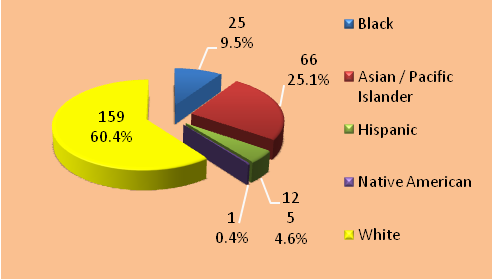 25
9.5%
66
25.1%
12
5
4.6%
1
0.4%
159
60.4%
Black
Asian / Pacific
Islander
Hispanic
Native American
White